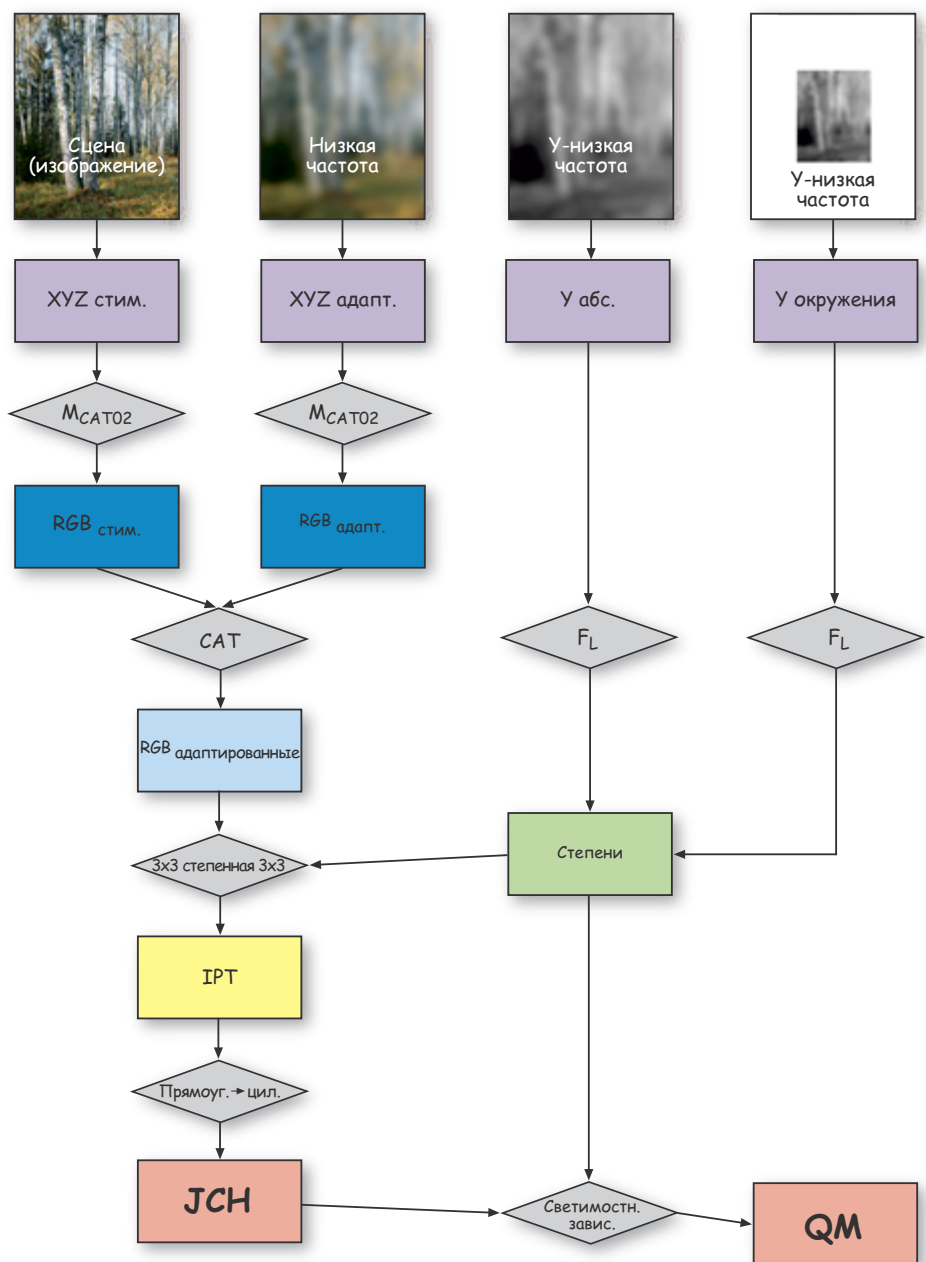 Сцена
(изображение)
Низкая
частота
Y-низкая
частота
Y-низкая
частота
XYZ стим.
XYZ адапт.
Y абс.
Y окружения
MCAT02
MCAT02
RGB стим.
RGB адапт.
CAT
FL
FL
RGB адаптированные
3x3 степенная 3x3
Степени
IPT
Прямоуг.→цил.
JCH
Светимостн.
завис.
QM